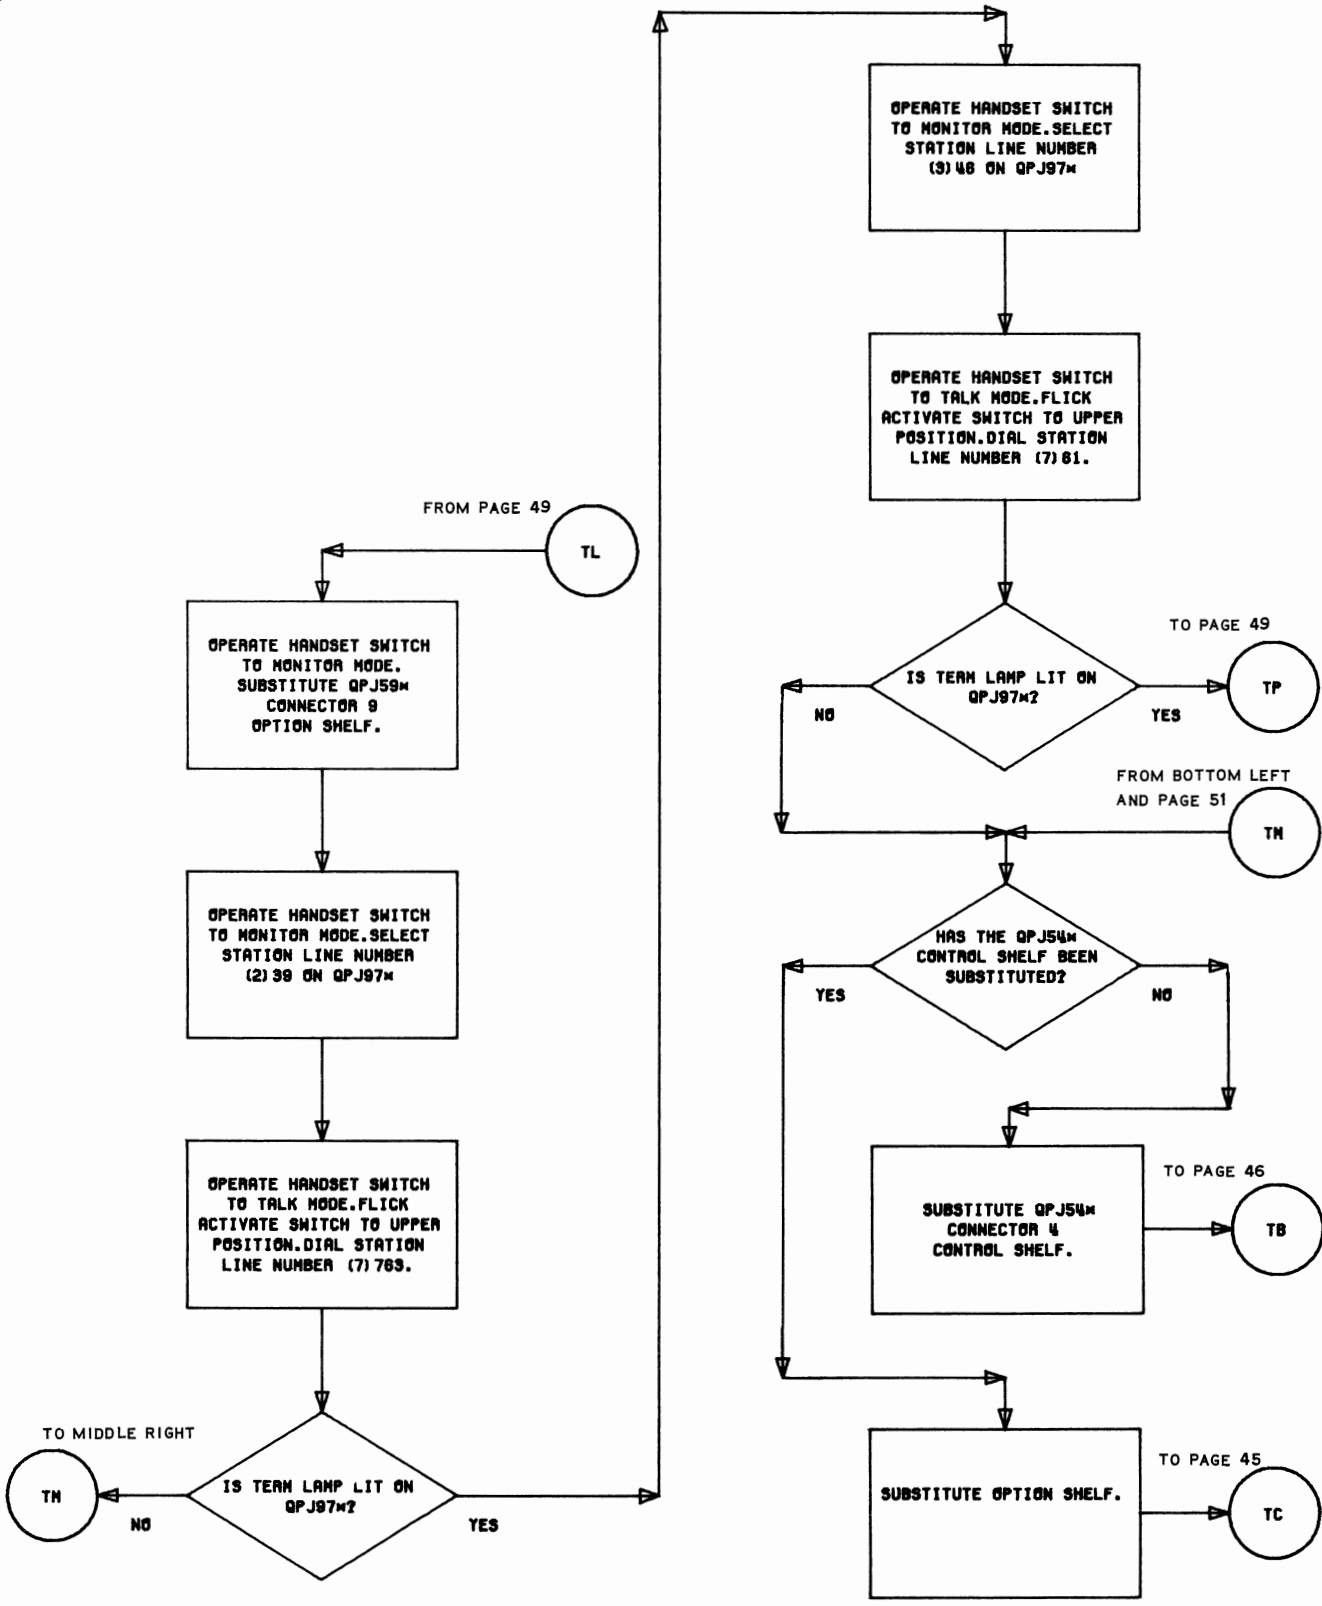 FROM PAGE 49
TL
OPERATE HANDSET SWITCH
TO MONITOR MODE.
SUBSTITUTE QPJ59*
CONNECTOR 9
OPTION SHELF.
OPERATE HANDSET SWITCH
TO MONITOR MODE.SELECT
STATION LINE NUMBER
(2)39 ON QPJ97*
OPERATE HANDSET SWITCH
TO TALK MODE.FLICK
ACTIVATE SWITCH TO UPPER
POSITION.DIAL STATION
LINE NUMBER (7)763.
TO MIDDLE RIGHT
TM
NO
IS TERM LAMP LIT ON
QPJ97*?
YES
OPERATE HANDSET SWITCH
TO MONITOR MODE.SELECT
STATION LINE NUMBER
(3)46 ON QPJ97*
OPERATE HANDSET SWITCH
TO TALK MODE.FLICK
ACTIVATE SWITCH TO UPPER
POSITION.DIAL STATION
LINE NUMBER (7)61.
TO PAGE 49
IS TERM LAMP LIT ON
QPJ97*?
TP
NO
YES
FROM BOTTOM LEFT
AND PAGE 51
TM
HAS THE QPJ54*
CONTROL SHELF BEEN
SUBSTITUTED?
YES
NO
TO PAGE 46
SUBSTITUTE QPJ54*
CONNECTOR 4
CONTROL SHELF.
TB
TO PAGE 45
SUBSTITUTE OPTION SHELF.
TC